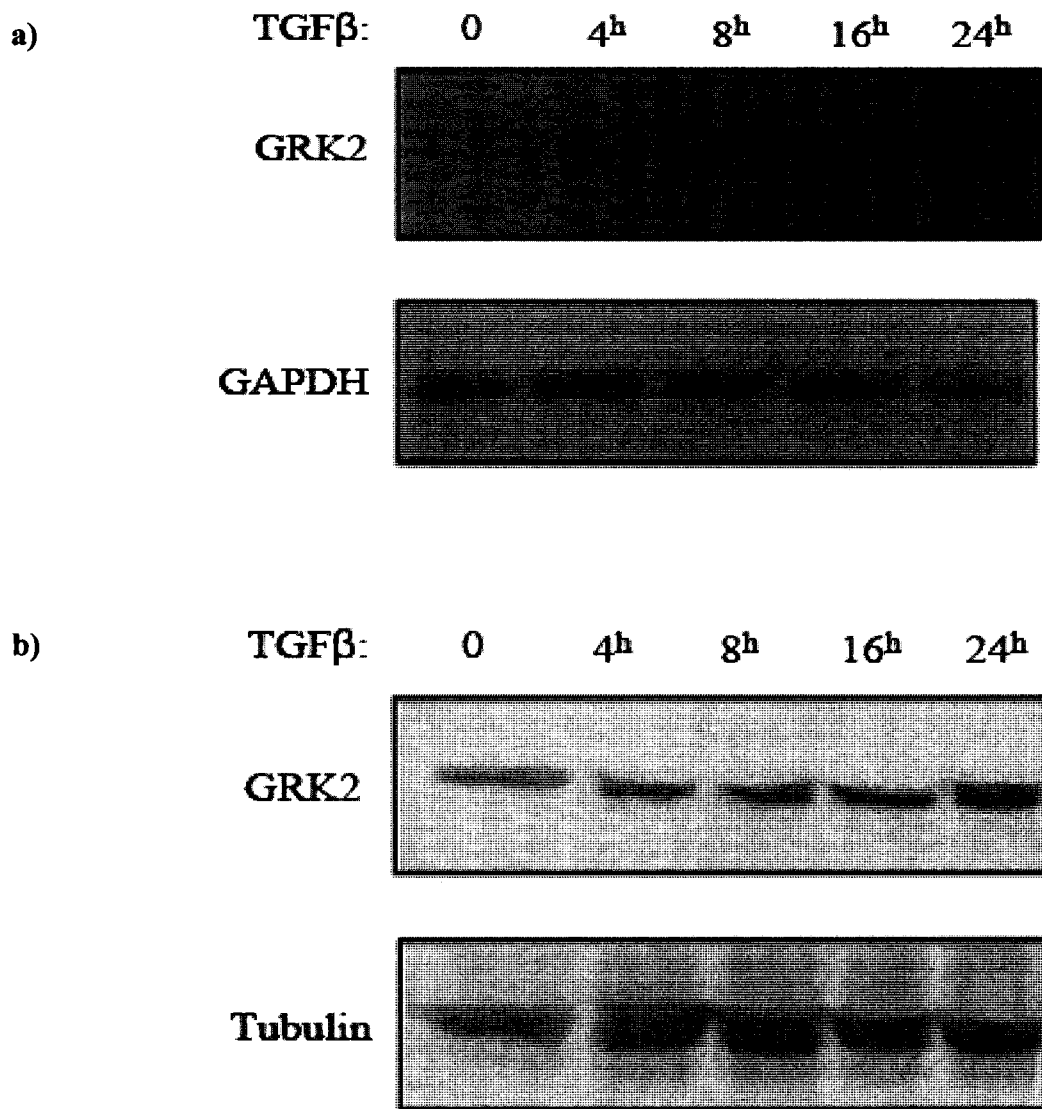 a) TGFβ: 0 4h 8h 16h 24h
GRK2
GAPDH
b) TGFβ: 0 4h 8h 16h 24h
GRK2
Tubulin